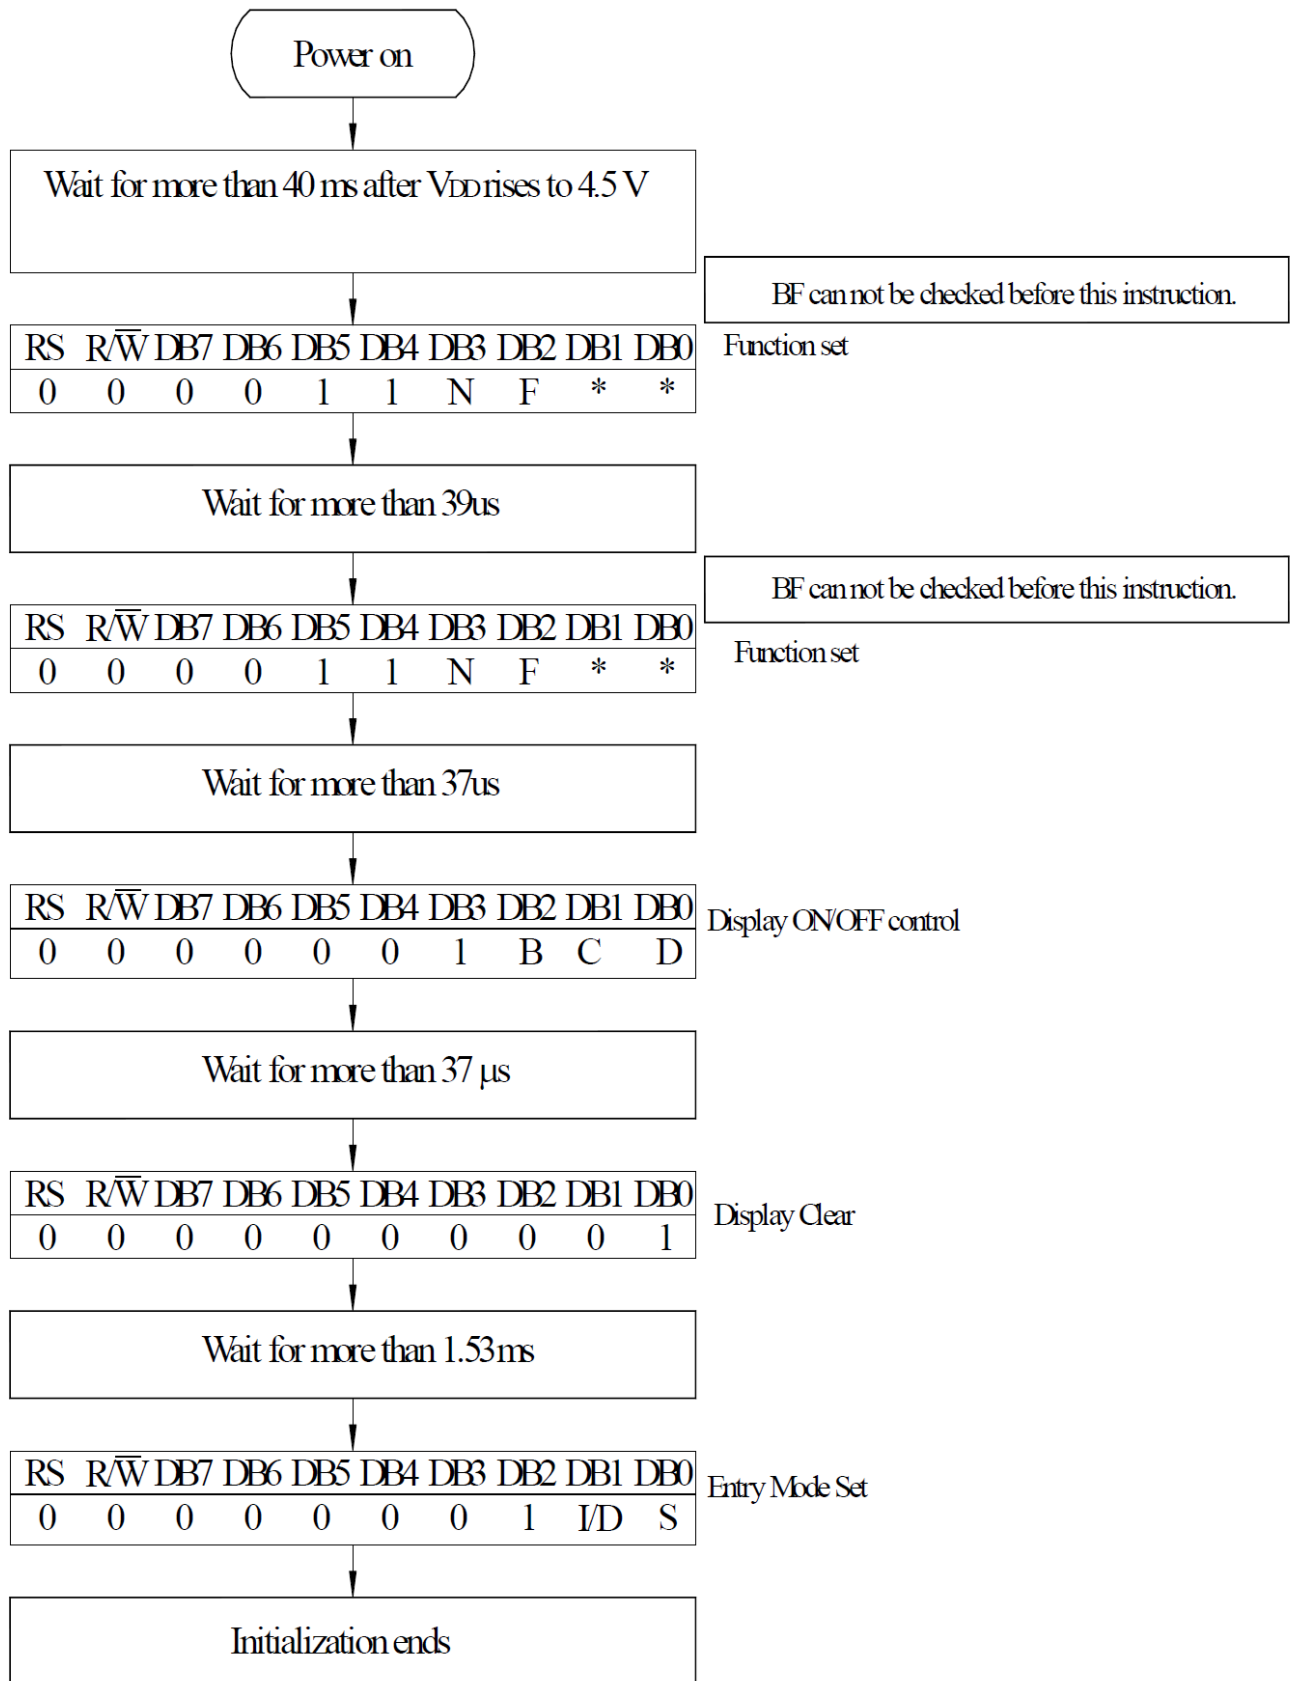 Power on
Wait for more than 40 ms after VDD rises to 4.5 V
BF can not be checked before this instruction.
RS R/W̅ DB7 DB6 DB5 DB4 DB3 DB2 DB1 DB0
Function set
0 0 0 0 1 1 N F * *
Wait for more than 39us
BF can not be checked before this instruction.
RS R/W̅ DB7 DB6 DB5 DB4 DB3 DB2 DB1 DB0
Function set
0 0 0 0 1 1 N F * *
Wait for more than 37us
RS R/W̅ DB7 DB6 DB5 DB4 DB3 DB2 DB1 DB0
Display ON/OFF control
0 0 0 0 0 0 1 B C D
Wait for more than 37 μs
RS R/W̅ DB7 DB6 DB5 DB4 DB3 DB2 DB1 DB0
Display Clear
0 0 0 0 0 0 0 0 0 1
Wait for more than 1.53ms
RS R/W̅ DB7 DB6 DB5 DB4 DB3 DB2 DB1 DB0
Entry Mode Set
0 0 0 0 0 0 0 1 I/D S
Initialization ends